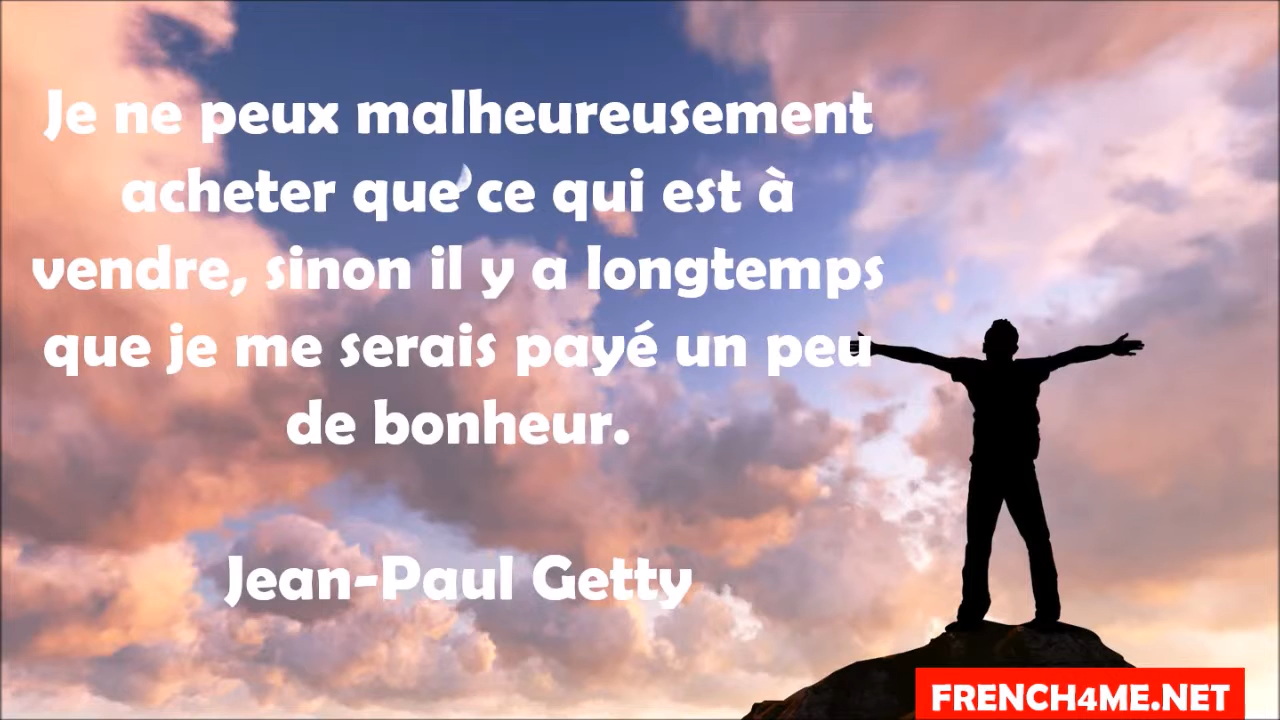 Je ne peux malheureusement
acheter que ce qui est à
vendre, sinon il y a longtemps
que je me serais payé un peu
de bonheur.
Jean-Paul Getty
FRENCH4ME.NET